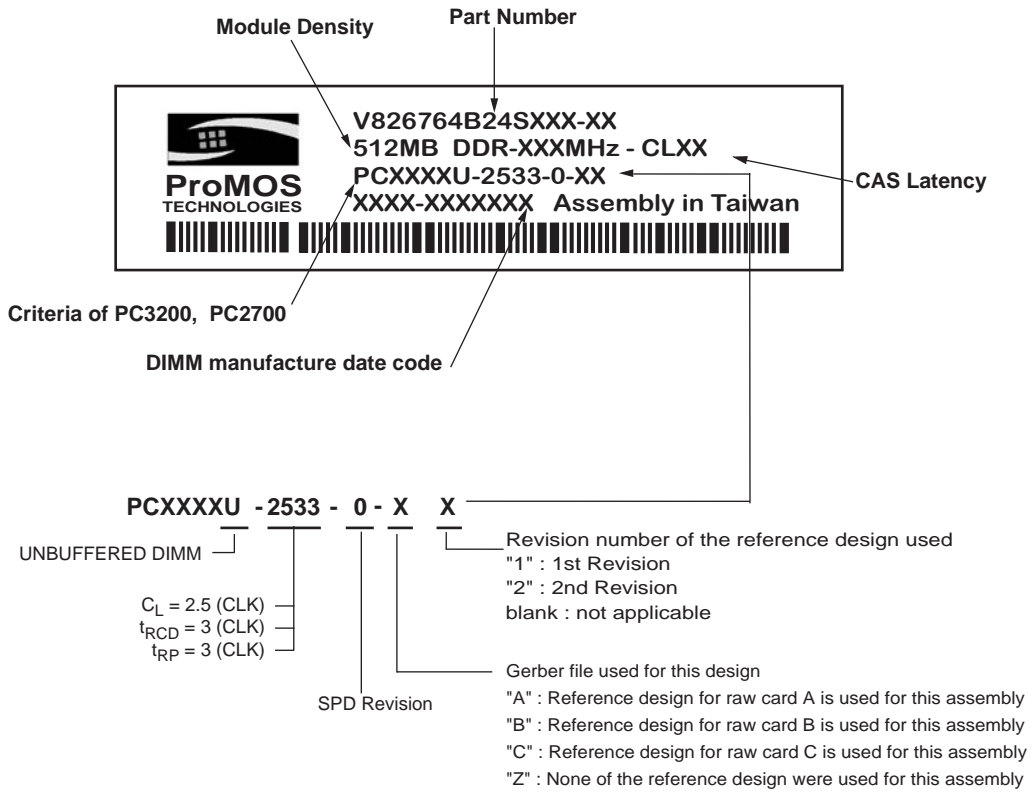 Module Density
Part Number
V826764B24SXXX-XX
512MB DDR-XXXMHz - CLXX
PCXXXXU-2533-0-XX
XXXX-XXXXXXX Assembly in Taiwan
ProMOS
TECHNOLOGIES
CAS Latency
Criteria of PC3200, PC2700
DIMM manufacture date code
PCXXXXU - 2533 - 0 - X X
UNBUFFERED DIMM
CL = 2.5 (CLK)
tRCD = 3 (CLK)
tRP = 3 (CLK)
SPD Revision
Revision number of the reference design used
"1" : 1st Revision
"2" : 2nd Revision
blank : not applicable
Gerber file used for this design
"A" : Reference design for raw card A is used for this assembly
"B" : Reference design for raw card B is used for this assembly
"C" : Reference design for raw card C is used for this assembly
"Z" : None of the reference design were used for this assembly